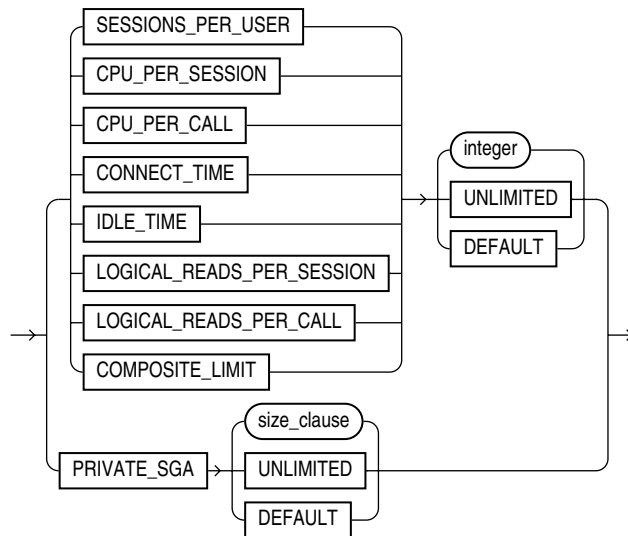 SESSIONS_PER_USER
CPU_PER_SESSION
CPU_PER_CALL
CONNECT_TIME
IDLE_TIME
LOGICAL_READS_PER_SESSION
LOGICAL_READS_PER_CALL
COMPOSITE_LIMIT
integer
UNLIMITED
DEFAULT
PRIVATE_SGA
size_clause
UNLIMITED
DEFAULT